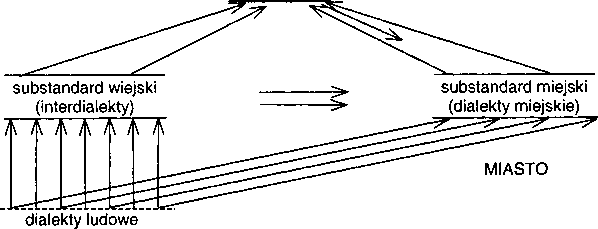 substandard wiejski
(interdialekty)
substandard miejski
(dialekty miejskie)
MIASTO
dialekty ludowe